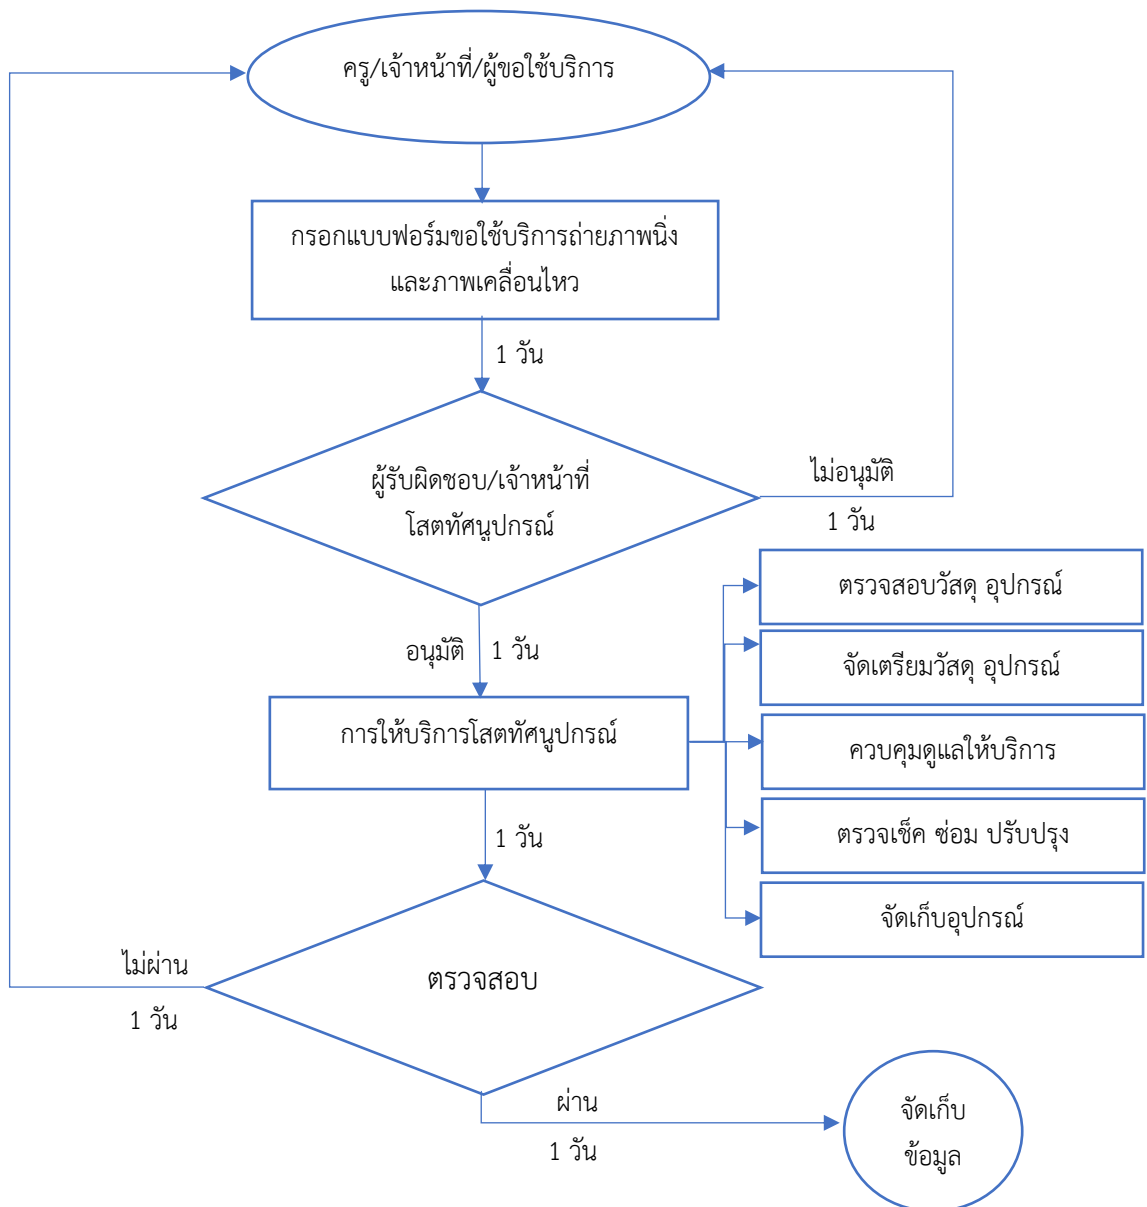 ครู/เจ้าหน้าที่/ผู้ขอใช้บริการ
กรอกแบบฟอร์มขอใช้บริการถ่ายภาพนิ่ง
และภาพเคลื่อนไหว
1 วัน
ผู้รับผิดชอบ/เจ้าหน้าที่
โสตทัศนูปกรณ์
ไม่อนุมัติ
1 วัน
อนุมัติ 1 วัน
การให้บริการโสตทัศนูปกรณ์
ตรวจสอบวัสดุ อุปกรณ์
จัดเตรียมวัสดุ อุปกรณ์
ควบคุมดูแลให้บริการ
ตรวจเช็ค ซ่อม ปรับปรุง
จัดเก็บอุปกรณ์
1 วัน
ตรวจสอบ
ไม่ผ่าน
1 วัน
ผ่าน
1 วัน
จัดเก็บ
ข้อมูล